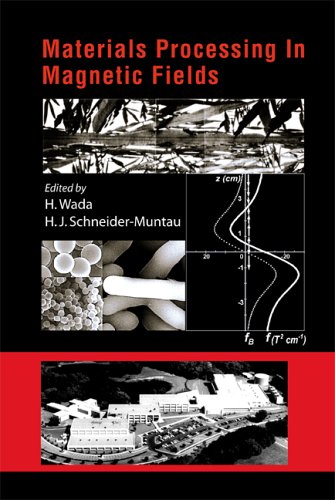 Materials Processing In
Magnetic Fields
Edited by
H. Wada
H. J. Schneider-Muntau
z (cm)
3
1
-20
0
20
-1
-3
f_B
f (T² cm⁻¹)